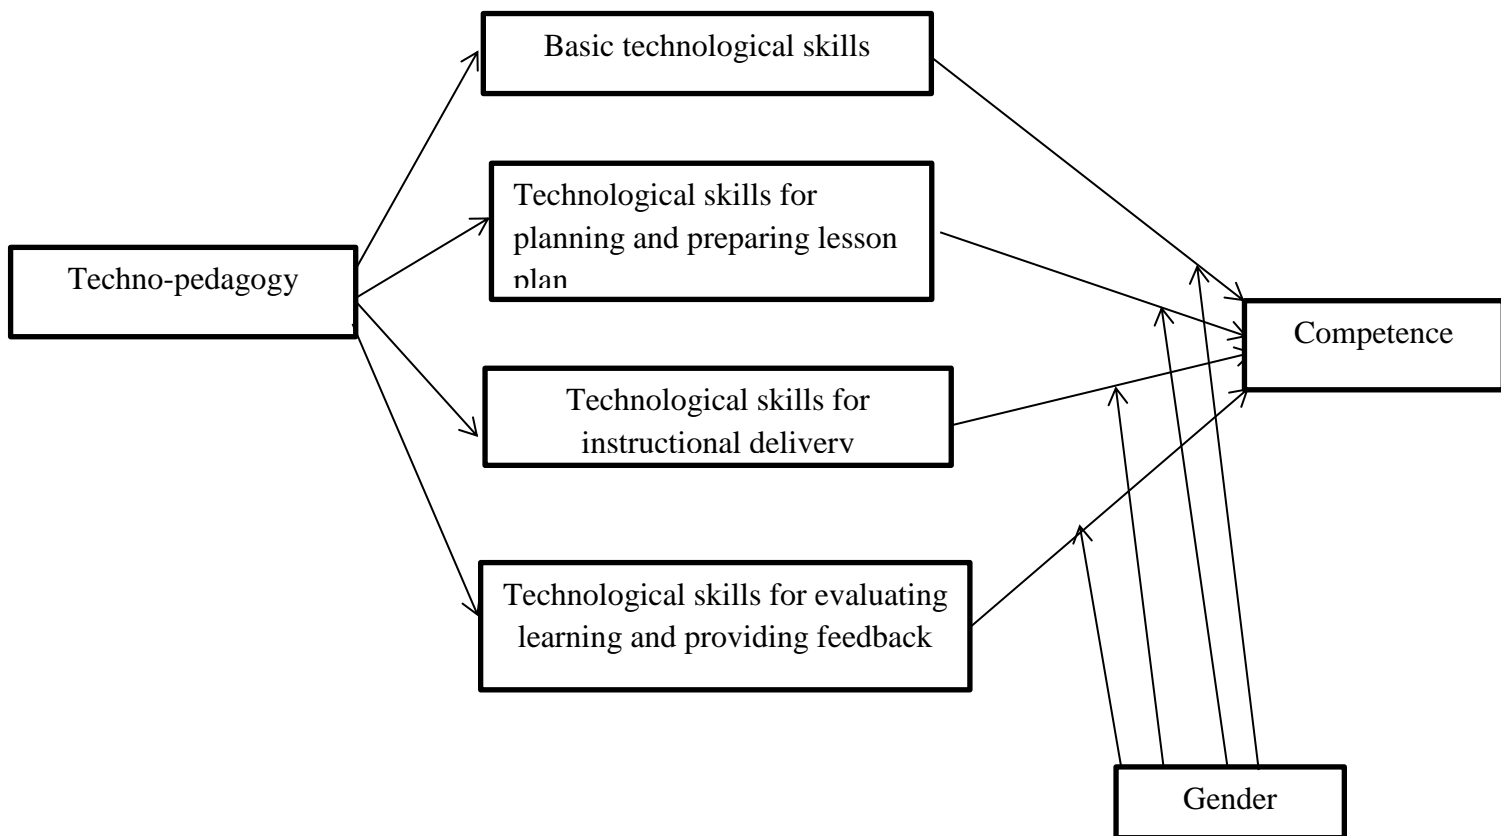 Basic technological skills
Technological skills for
planning and preparing lesson
plan
Techno-pedagogy
Competence
Technological skills for
instructional delivery
Technological skills for evaluating
learning and providing feedback
Gender